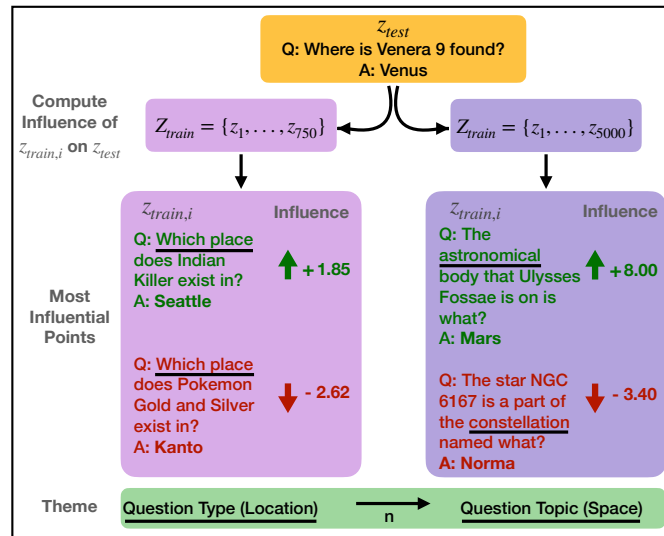 z_test
Q: Where is Venera 9 found?
A: Venus
Compute
Influence of
z_train,i on z_test
Z_train = {z_1, . . . , z_750}
Z_train = {z_1, . . . , z_5000}
Most
Influential
Points
z_train,i Influence
Q: Which place
does Indian
Killer exist in?
A: Seattle
+ 1.85
Q: Which place
does Pokemon
Gold and Silver
exist in?
A: Kanto
- 2.62
z_train,i Influence
Q: The
astronomical
body that Ulysses
Fossae is on is
what?
A: Mars
+ 8.00
Q: The star NGC
6167 is a part of
the constellation
named what?
A: Norma
- 3.40
Theme
Question Type (Location)
n
Question Topic (Space)